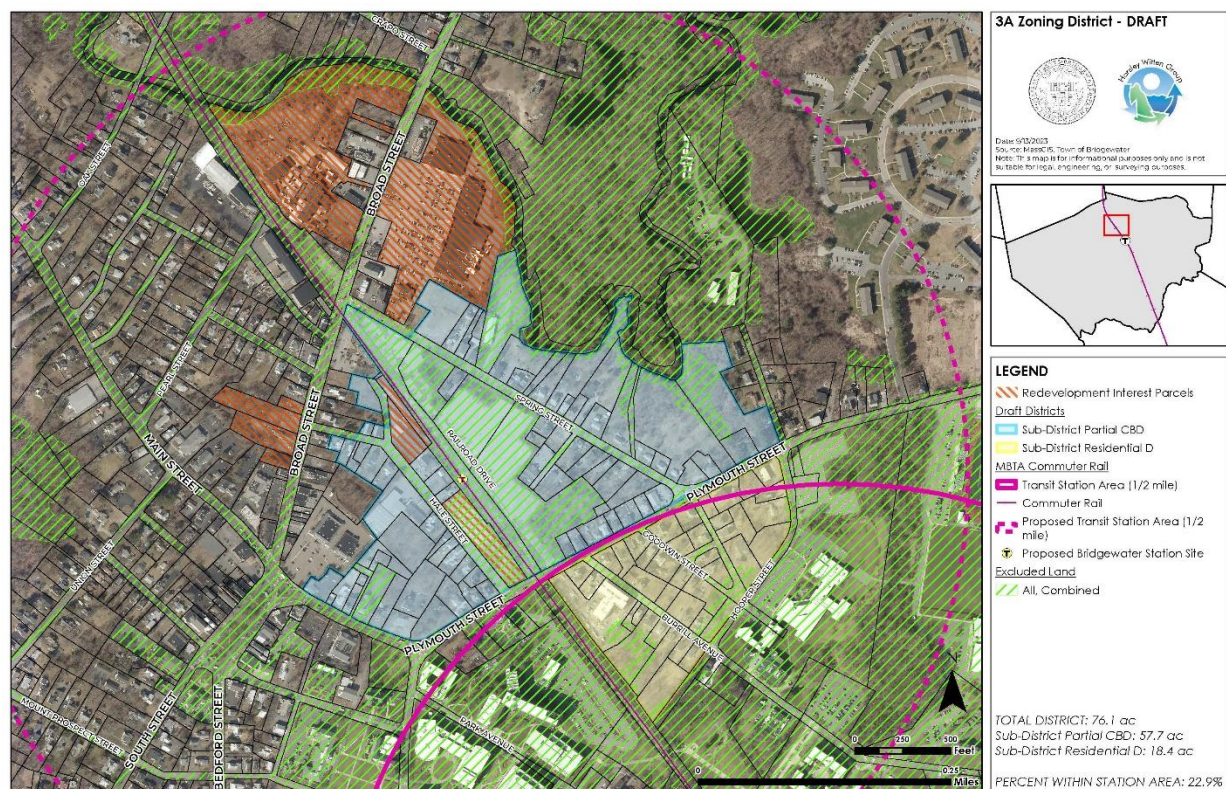 3A Zoning District - DRAFT
Horsley Witten Group
Date: 9/13/2023
Source: MassGIS, Town of Bridgewater
Note: This map is for informational purposes only and is not
suitable for legal, engineering, or surveying purposes.
T
LEGEND
Redevelopment Interest Parcels
Draft Districts
Sub-District Partial CBD
Sub-District Residential D
MBTA Commuter Rail
Transit Station Area (1/2 mile)
Commuter Rail
Proposed Transit Station Area (1/2
mile)
T Proposed Bridgewater Station Site
Excluded Land
All, Combined
TOTAL DISTRICT: 76.1 ac
Sub-District Partial CBD: 57.7 ac
Sub-District Residential D: 18.4 ac
PERCENT WITHIN STATION AREA: 22.9%
CRAPO STREET
OAK STREET
BROAD STREET
PEARL STREET
SPRING STREET
MAIN STREET
BROAD STREET
RAILROAD DRIVE
HALE STREET
PLYMOUTH STREET
GOODWIN STREET
HOOPER STREET
BURRILL AVENUE
UNION STREET
PLYMOUTH STREET
PARK AVENUE
MOUNT PROSPECT STREET
SOUTH STREET
BEDFORD STREET
N
0 250 500
Feet
0 0.25
Miles